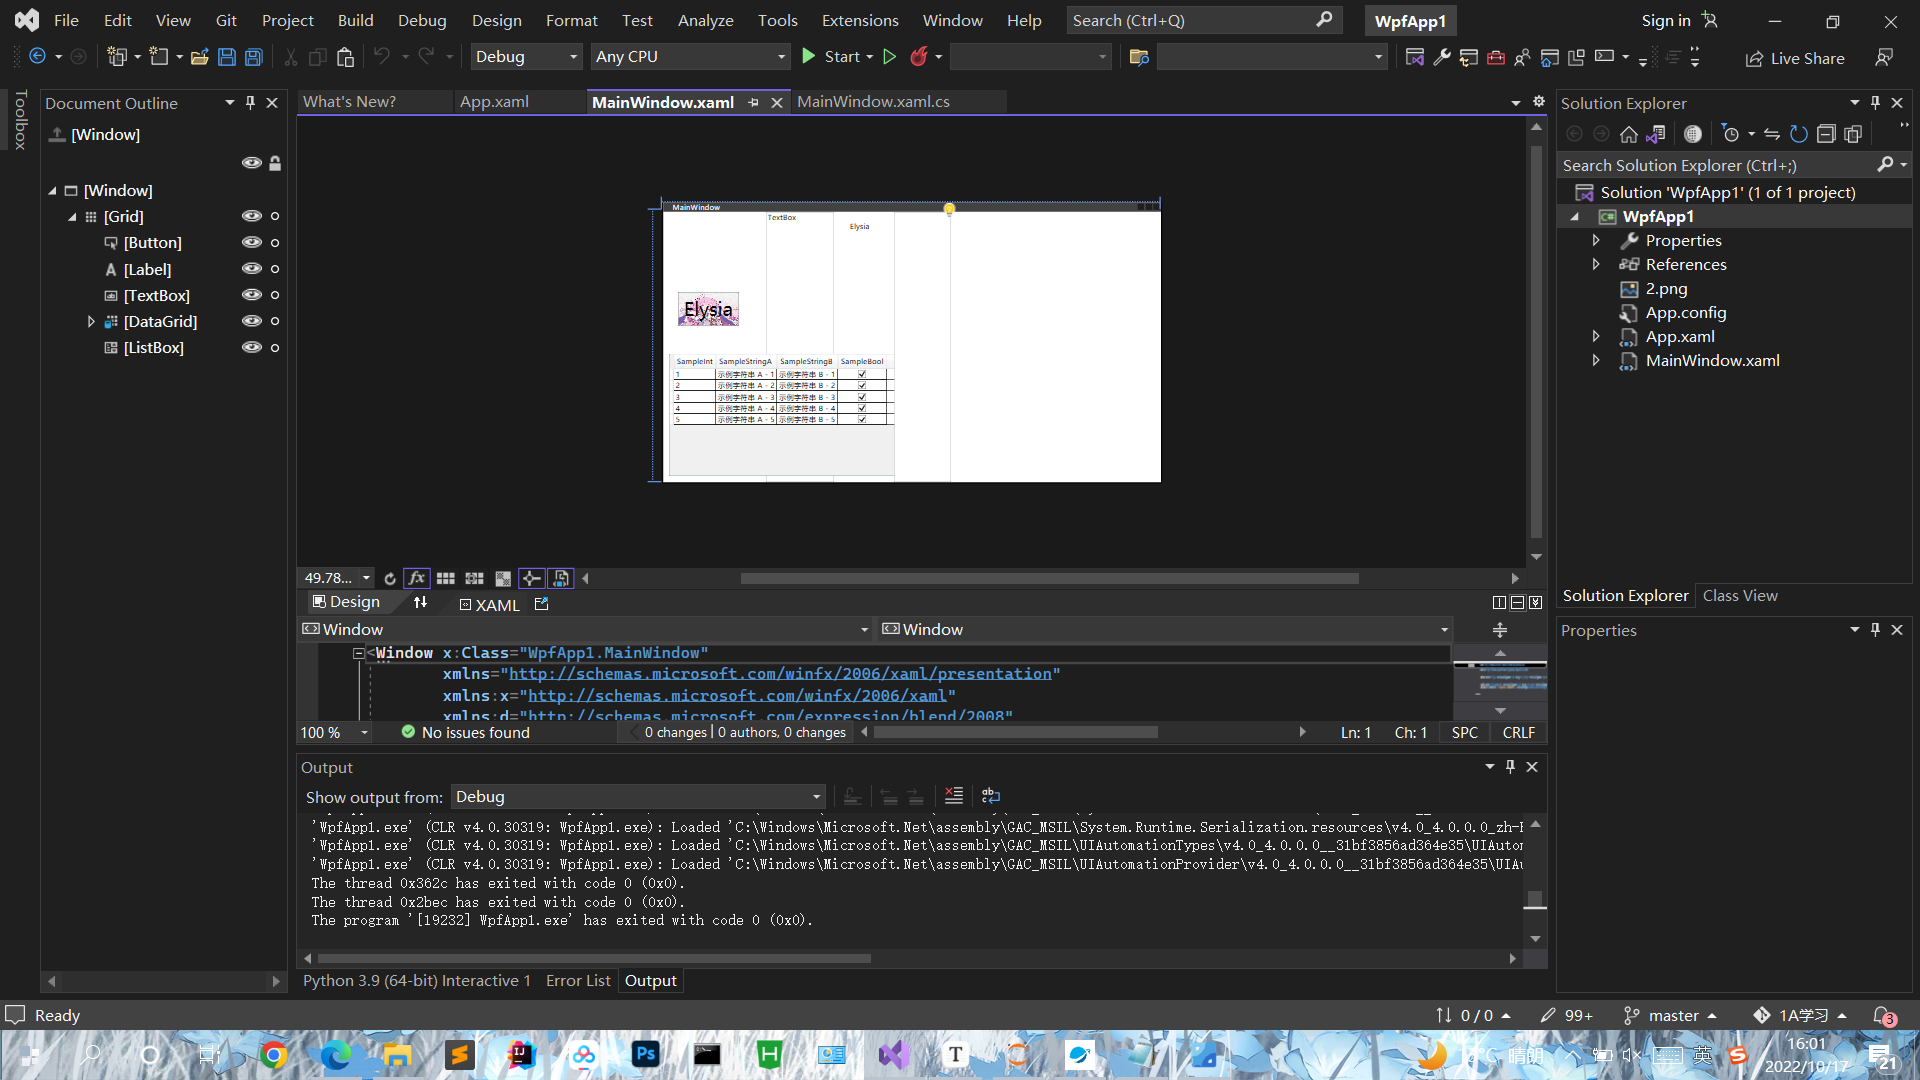 File Edit View Git Project Build Debug Design Format Test Analyze Tools Extensions Window Help Search (Ctrl+Q) WpfApp1 Sign in
Debug Any CPU Start Live Share
Toolbox
Document Outline
[Window]
[Window]
[Grid]
[Button]
[Label]
[TextBox]
[DataGrid]
[ListBox]
What's New? App.xaml MainWindow.xaml MainWindow.xaml.cs
MainWindow
TextBox
Elysia
Elysia
SampleInt SampleStringA SampleStringB SampleBool
1 示例字符串 A - 1 示例字符串 B - 1
2 示例字符串 A - 2 示例字符串 B - 2
3 示例字符串 A - 3 示例字符串 B - 3
4 示例字符串 A - 4 示例字符串 B - 4
5 示例字符串 A - 5 示例字符串 B - 5
49.78... fx
Design XAML
Window Window
<Window x:Class="WpfApp1.MainWindow"
xmlns="http://schemas.microsoft.com/winfx/2006/xaml/presentation"
xmlns:x="http://schemas.microsoft.com/winfx/2006/xaml"
xmlns:d="http://schemas.microsoft.com/expression/blend/2008"
100 % No issues found 0 changes | 0 authors, 0 changes Ln: 1 Ch: 1 SPC CRLF
Output
Show output from: Debug
'WpfApp1.exe' (CLR v4.0.30319: WpfApp1.exe): Loaded 'C:\Windows\Microsoft.Net\assembly\GAC_MSIL\System.Runtime.Serialization.resources\v4.0_4.0.0.0_zh-
'WpfApp1.exe' (CLR v4.0.30319: WpfApp1.exe): Loaded 'C:\Windows\Microsoft.Net\assembly\GAC_MSIL\UIAutomationTypes\v4.0_4.0.0.0__31bf3856ad364e35\UIAuton
'WpfApp1.exe' (CLR v4.0.30319: WpfApp1.exe): Loaded 'C:\Windows\Microsoft.Net\assembly\GAC_MSIL\UIAutomationProvider\v4.0_4.0.0.0__31bf3856ad364e35\UIAu
The thread 0x362c has exited with code 0 (0x0).
The thread 0x2bec has exited with code 0 (0x0).
The program '[19232] WpfApp1.exe' has exited with code 0 (0x0).
Python 3.9 (64-bit) Interactive 1 Error List Output
Solution Explorer
Search Solution Explorer (Ctrl+;)
Solution 'WpfApp1' (1 of 1 project)
WpfApp1
Properties
References
2.png
App.config
App.xaml
MainWindow.xaml
Solution Explorer Class View
Properties
Ready 0 / 0 99+ master 1A学习 3
晴朗 英 16:01
2022/10/17 21